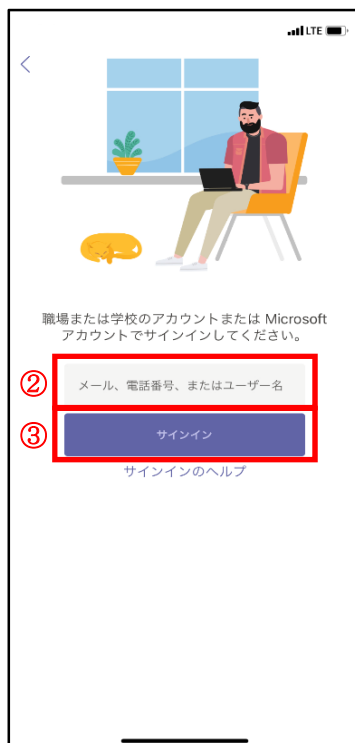 LTE
職場または学校のアカウントまたは Microsoft
アカウントでサインインしてください。
② メール、電話番号、またはユーザー名
③ サインイン
サインインのヘルプ